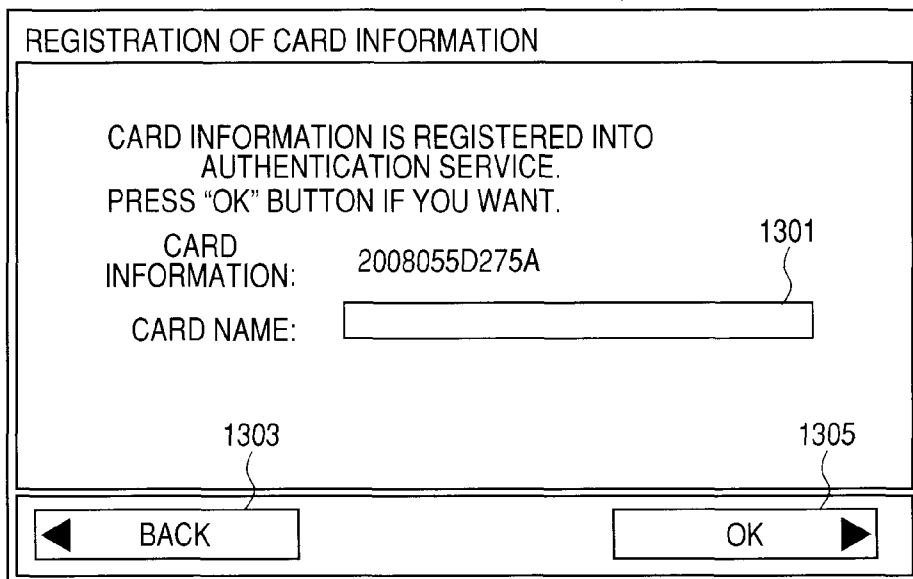 REGISTRATION OF CARD INFORMATION
CARD INFORMATION IS REGISTERED INTO
AUTHENTICATION SERVICE.
PRESS “OK” BUTTON IF YOU WANT.
CARD
INFORMATION:
2008055D275A
1301
CARD NAME:
1303
1305
BACK
OK